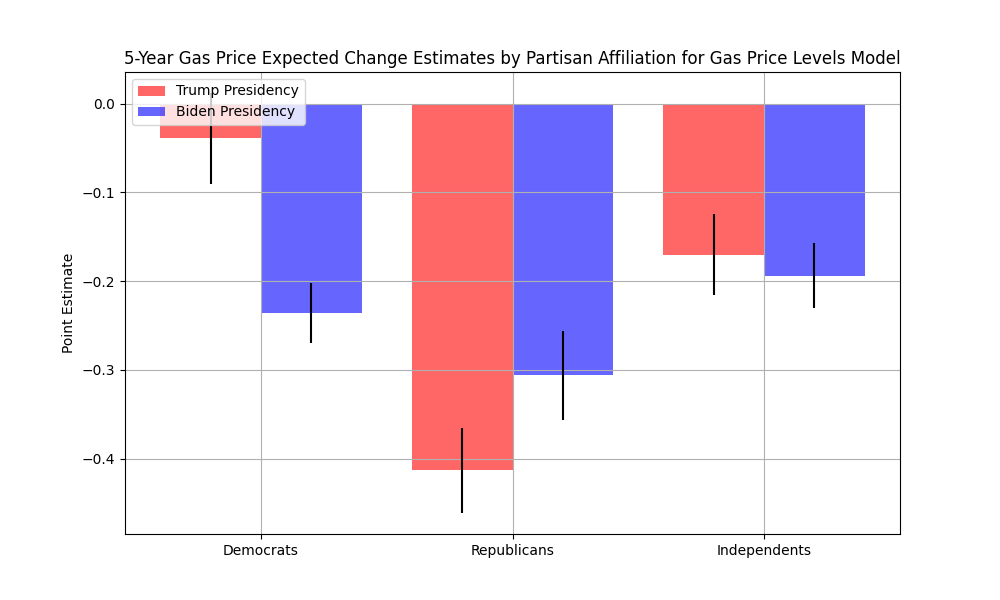 5-Year Gas Price Expected Change Estimates by Partisan Affiliation for Gas Price Levels Model
Trump Presidency
Biden Presidency
0.0
−0.1
−0.2
−0.3
−0.4
Point Estimate
Democrats
Republicans
Independents